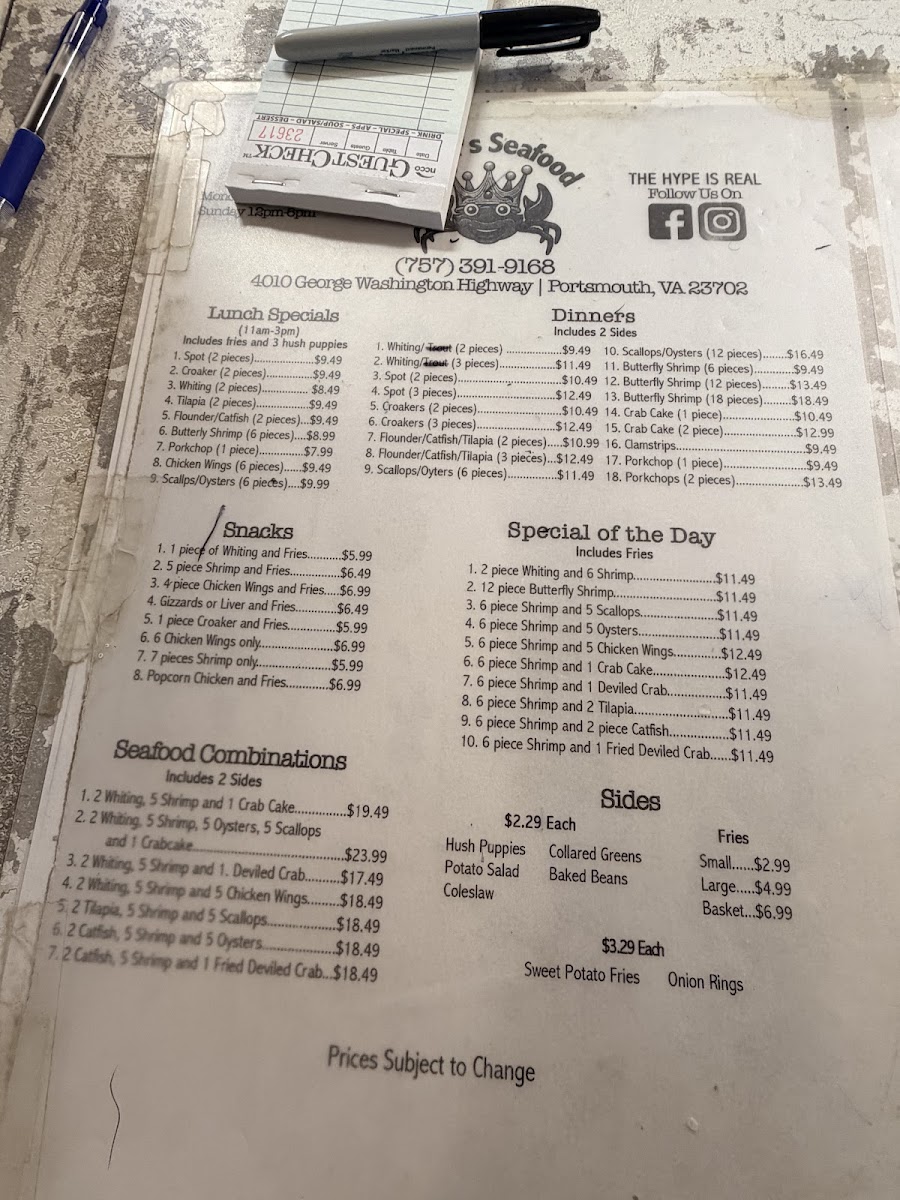 DRINK - SPECIAL - APPS - SOUP/SALAD - DESSERT
23617
Date Table Guests Server
ncco GUESTCHECK™
s Seafood
THE HYPE IS REAL
Follow Us On
Sunday 12pm-8pm
(757) 391-9168
4010 George Washington Highway | Portsmouth, VA 23702
Lunch Specials
(11am-3pm)
Includes fries and 3 hush puppies
1. Spot (2 pieces)......................$9.49
2. Croaker (2 pieces)................$9.49
3. Whiting (2 pieces)................ $8.49
4. Tilapia (2 pieces)...................$9.49
5. Flounder/Catfish (2 pieces)...$9.49
6. Butterly Shrimp (6 pieces)....$8.99
7. Porkchop (1 piece)...............$7.99
8. Chicken Wings (6 pieces)......$9.49
9. Scallps/Oysters (6 pieces)....$9.99
Dinners
Includes 2 Sides
1. Whiting/Trout (2 pieces) ................$9.49
2. Whiting/Trout (3 pieces).................$11.49
3. Spot (2 pieces)...............................$10.49
4. Spot (3 pieces)...............................$12.49
5. Croakers (2 pieces)........................$10.49
6. Croakers (3 pieces)........................$12.49
7. Flounder/Catfish/Tilapia (2 pieces).....$10.99
8. Flounder/Catfish/Tilapia (3 pieces)...$12.49
9. Scallops/Oyters (6 pieces)................$11.49
10. Scallops/Oysters (12 pieces).......$16.49
11. Butterfly Shrimp (6 pieces)...........$9.49
12. Butterfly Shrimp (12 pieces).........$13.49
13. Butterfly Shrimp (18 pieces).........$18.49
14. Crab Cake (1 piece)....................$10.49
15. Crab Cake (2 piece)....................$12.99
16. Clamstrips...................................$9.49
17. Porkchop (1 piece).......................$9.49
18. Porkchops (2 pieces)...................$13.49
Snacks
1. 1 piece of Whiting and Fries..........$5.99
2. 5 piece Shrimp and Fries...............$6.49
3. 4 piece Chicken Wings and Fries.....$6.99
4. Gizzards or Liver and Fries.............$6.49
5. 1 piece Croaker and Fries..............$5.99
6. 6 Chicken Wings only....................$6.99
7. 7 pieces Shrimp only.....................$5.99
8. Popcorn Chicken and Fries............$6.99
Special of the Day
Includes Fries
1. 2 piece Whiting and 6 Shrimp....................$11.49
2. 12 piece Butterfly Shrimp..........................$11.49
3. 6 piece Shrimp and 5 Scallops...................$11.49
4. 6 piece Shrimp and 5 Oysters....................$11.49
5. 6 piece Shrimp and 5 Chicken Wings............$12.49
6. 6 piece Shrimp and 1 Crab Cake..................$12.49
7. 6 piece Shrimp and 1 Deviled Crab..............$11.49
8. 6 piece Shrimp and 2 Tilapia.......................$11.49
9. 6 piece Shrimp and 2 piece Catfish...............$11.49
10. 6 piece Shrimp and 1 Fried Deviled Crab......$11.49
Seafood Combinations
Includes 2 Sides
1. 2 Whiting, 5 Shrimp and 1 Crab Cake..............$19.49
2. 2 Whiting, 5 Shrimp, 5 Oysters, 5 Scallops
and 1 Crabcake...........................................$23.99
3. 2 Whiting, 5 Shrimp and 1. Deviled Crab.........$17.49
4. 2 Whiting, 5 Shrimp and 5 Chicken Wings........$18.49
5. 2 Tilapia, 5 Shrimp and 5 Scallops...................$18.49
6. 2 Catfish, 5 Shrimp and 5 Oysters....................$18.49
7. 2 Catfish, 5 Shrimp and 1 Fried Deviled Crab...$18.49
Sides
$2.29 Each
Hush Puppies
Potato Salad
Coleslaw
Collared Greens
Baked Beans
Fries
Small......$2.99
Large.....$4.99
Basket...$6.99
$3.29 Each
Sweet Potato Fries Onion Rings
Prices Subject to Change